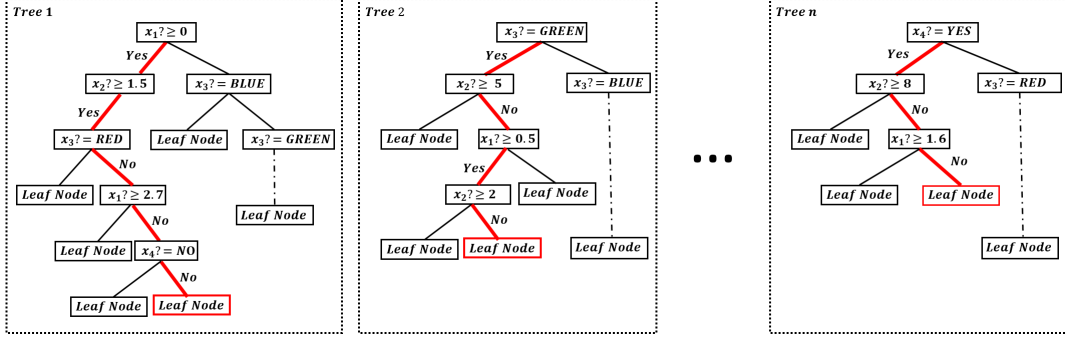 Tree 1
x₁? ≥ 0
Yes
x₂? ≥ 1.5
x₃? = BLUE
Yes
x₃? = RED
Leaf Node
x₃? = GREEN
No
Leaf Node
x₁? ≥ 2.7
Leaf Node
No
Leaf Node
x₄? = NO
No
Leaf Node
Leaf Node
Tree 2
x₃? = GREEN
Yes
x₂? ≥ 5
x₃? = BLUE
No
Leaf Node
x₁? ≥ 0.5
Yes
x₂? ≥ 2
Leaf Node
No
Leaf Node
Leaf Node
Leaf Node
Tree n
x₄? = YES
Yes
x₂? ≥ 8
x₃? = RED
No
Leaf Node
x₁? ≥ 1.6
No
Leaf Node
Leaf Node
Leaf Node